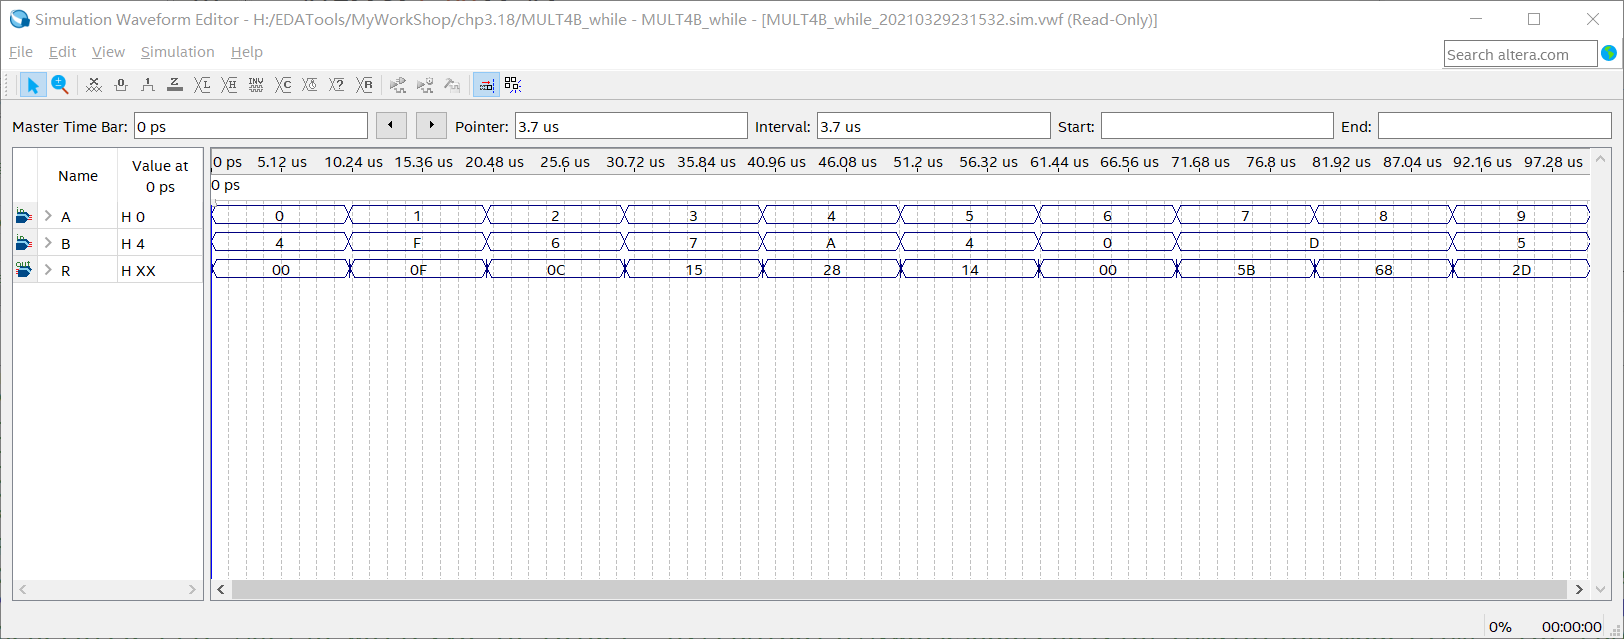 Simulation Waveform Editor - H:/EDATools/MyWorkShop/chp3.18/MULT4B_while - MULT4B_while - [MULT4B_while_20210329231532.sim.vwf (Read-Only)]
File Edit View Simulation Help
Search altera.com
Master Time Bar: 0 ps Pointer: 3.7 us Interval: 3.7 us Start: End:
Name Value at 0 ps
0 ps 5.12 us 10.24 us 15.36 us 20.48 us 25.6 us 30.72 us 35.84 us 40.96 us 46.08 us 51.2 us 56.32 us 61.44 us 66.56 us 71.68 us 76.8 us 81.92 us 87.04 us 92.16 us 97.28 us
0 ps
A H 0 0 1 2 3 4 5 6 7 8 9
B H 4 4 F 6 7 A 4 0 D 5
R H XX 00 0F 0C 15 28 14 00 5B 68 2D
0% 00:00:00